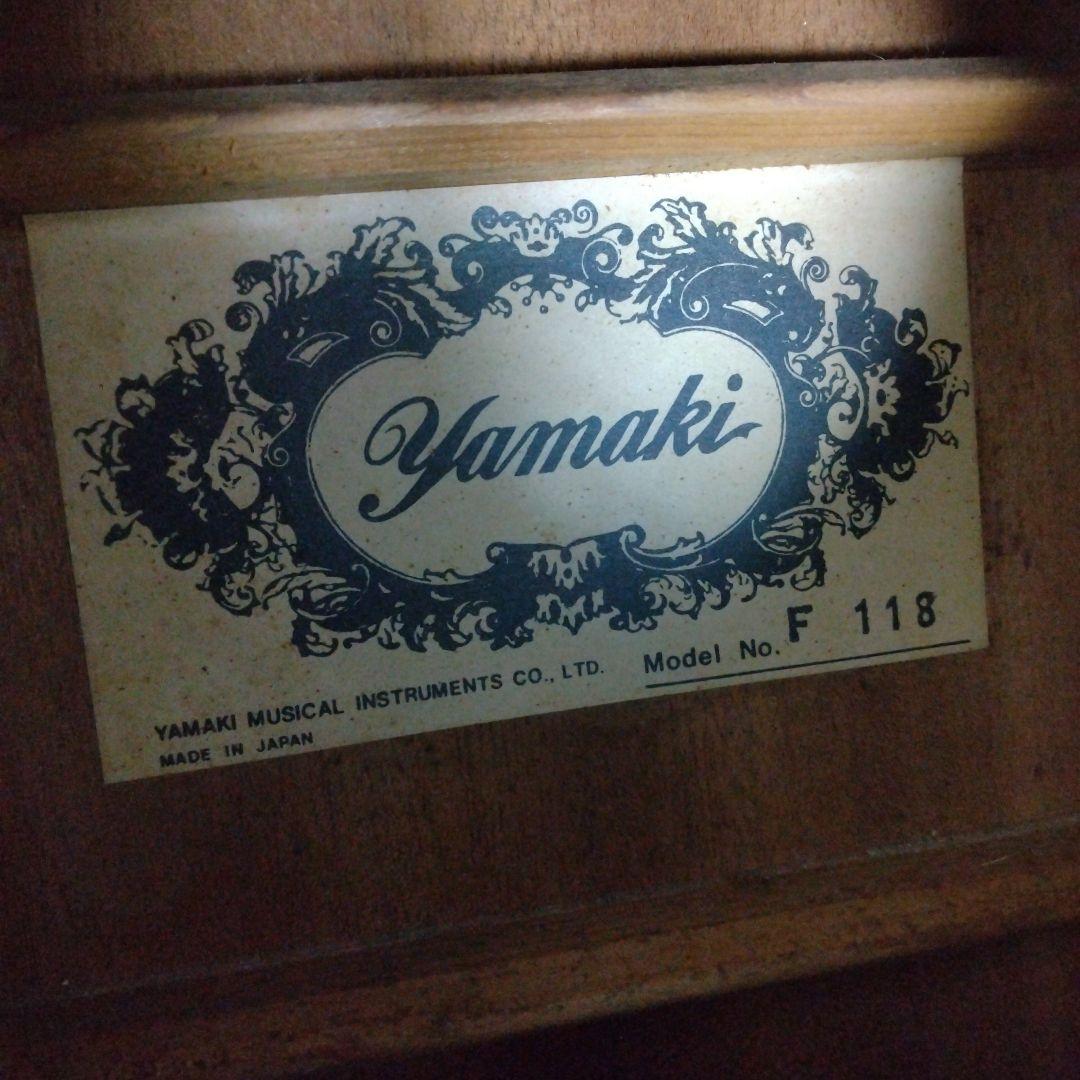 Yamaki
Model No. F 118
YAMAKI MUSICAL INSTRUMENTS CO., LTD.
MADE IN JAPAN